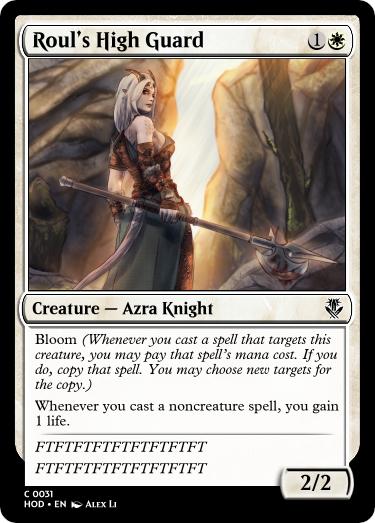 Roul's High Guard 1
Creature — Azra Knight
Bloom (Whenever you cast a spell that targets this
creature, you may pay that spell's mana cost. If you
do, copy that spell. You may choose new targets for
the copy.)
Whenever you cast a noncreature spell, you gain
1 life.
FTFTFTFTFTFTFTFTFT
FTFTFTFTFTFTFTFTFT
2/2
C 0031
HOD • EN Alex Li